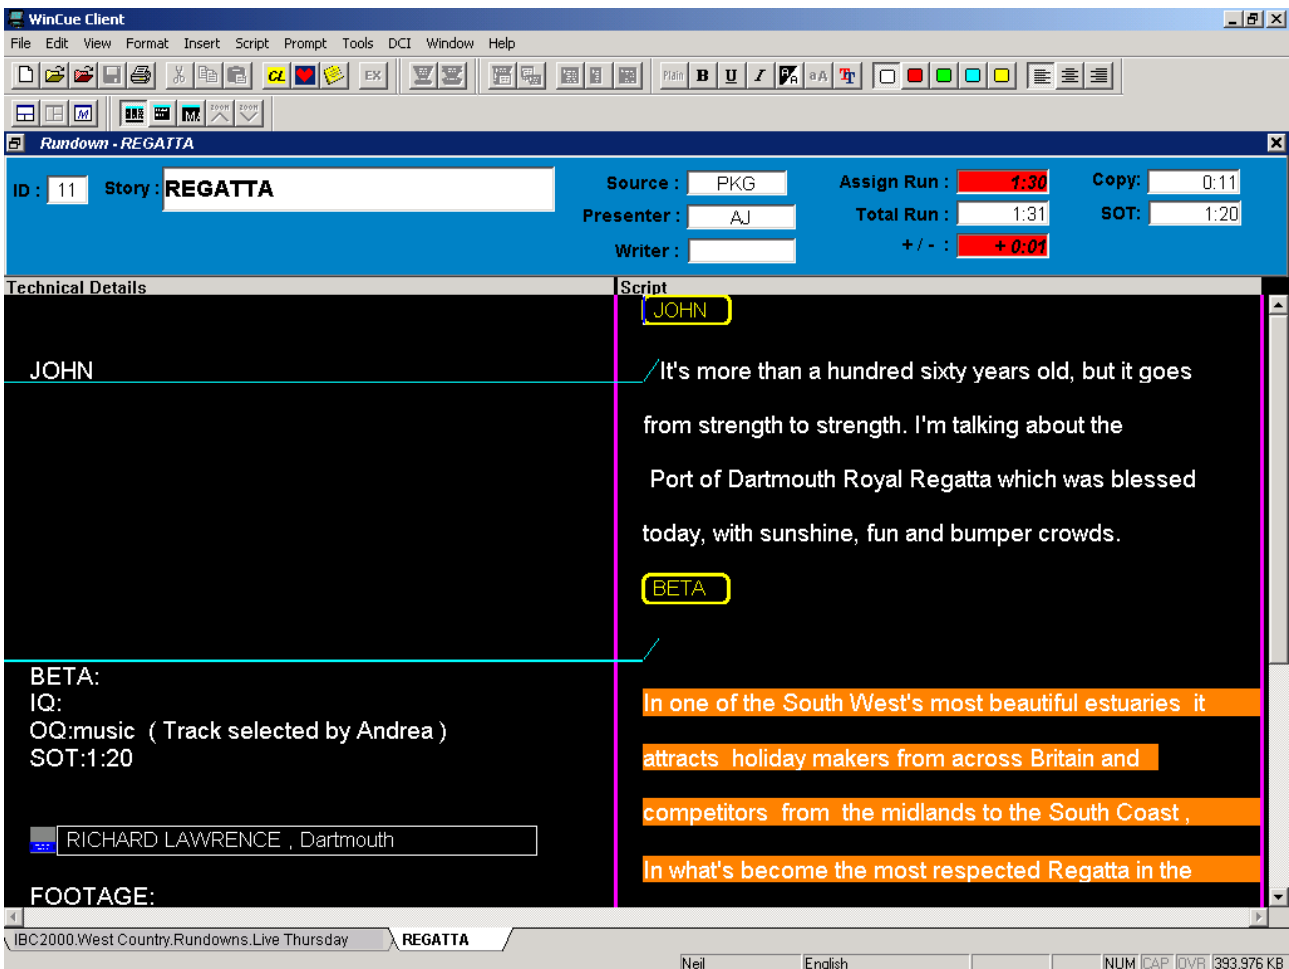 WinCue Client
File Edit View Format Insert Script Prompt Tools DCI Window Help
CL EX Plain B U I P/A aA Tt
M M ZOOM ZOOM
Rundown - REGATTA
ID : 11 Story : REGATTA Source : PKG Assign Run : 1:30 Copy: 0:11
Presenter : AJ Total Run : 1:31 SOT: 1:20
Writer : + / - : + 0:01
Technical Details Script
JOHN
JOHN It's more than a hundred sixty years old, but it goes
from strength to strength. I'm talking about the
Port of Dartmouth Royal Regatta which was blessed
today, with sunshine, fun and bumper crowds.
BETA
BETA:
IQ:
OQ:music ( Track selected by Andrea )
SOT:1:20
In one of the South West's most beautiful estuaries it
attracts holiday makers from across Britain and
competitors from the midlands to the South Coast ,
In what's become the most respected Regatta in the
RICHARD LAWRENCE , Dartmouth
FOOTAGE:
IBC2000.West Country.Rundowns.Live Thursday REGATTA
Neil English NUM CAP OVR 393,976 KB